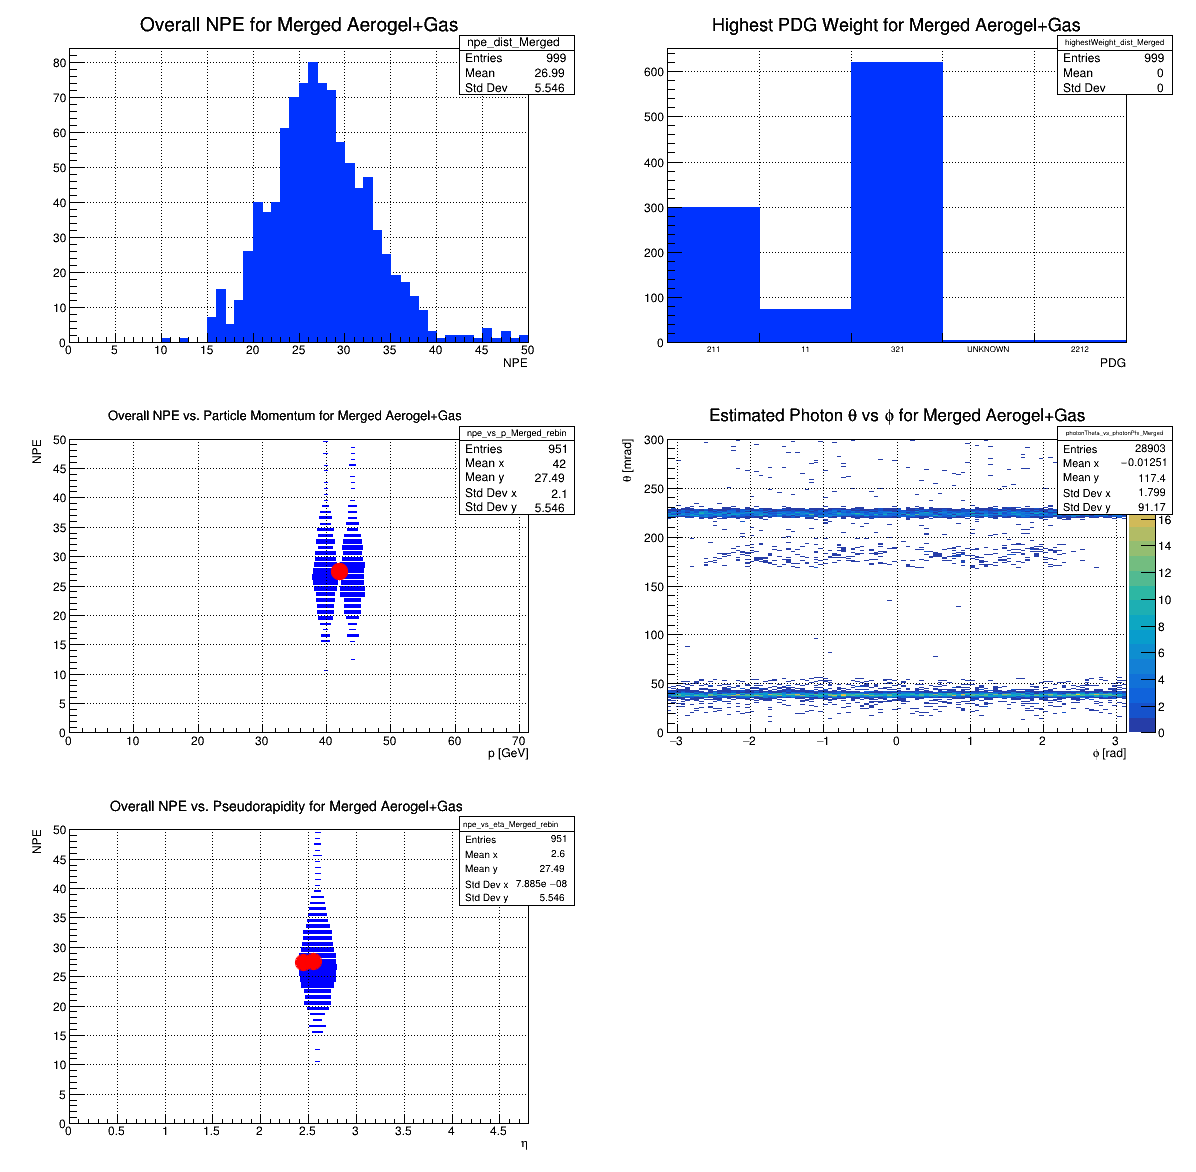 Overall NPE for Merged Aerogel+Gas
npe_dist_Merged
Entries 999
Mean 26.99
Std Dev 5.546
80
70
60
50
40
30
20
10
0
0 5 10 15 20 25 30 35 40 45 50
NPE
Highest PDG Weight for Merged Aerogel+Gas
highestWeight_dist_Merged
Entries 999
Mean 0
Std Dev 0
600
500
400
300
200
100
0
211 11 321 UNKNOWN 2212
PDG
Overall NPE vs. Particle Momentum for Merged Aerogel+Gas
npe_vs_p_Merged_rebin
Entries 951
Mean x 42
Mean y 27.49
Std Dev x 2.1
Std Dev y 5.546
NPE
50
45
40
35
30
25
20
15
10
5
0
0 10 20 30 40 50 60 70
p [GeV]
Estimated Photon θ vs ϕ for Merged Aerogel+Gas
photonTheta_vs_photonPhi_Merged
Entries 28903
Mean x −0.01251
Mean y 117.4
Std Dev x 1.799
Std Dev y 91.17
θ [mrad]
300
250
200
150
100
50
0
−3 −2 −1 0 1 2 3
ϕ [rad]
16
14
12
10
8
6
4
2
0
Overall NPE vs. Pseudorapidity for Merged Aerogel+Gas
npe_vs_eta_Merged_rebin
Entries 951
Mean x 2.6
Mean y 27.49
Std Dev x 7.885e −08
Std Dev y 5.546
NPE
50
45
40
35
30
25
20
15
10
5
0
0 0.5 1 1.5 2 2.5 3 3.5 4 4.5
η